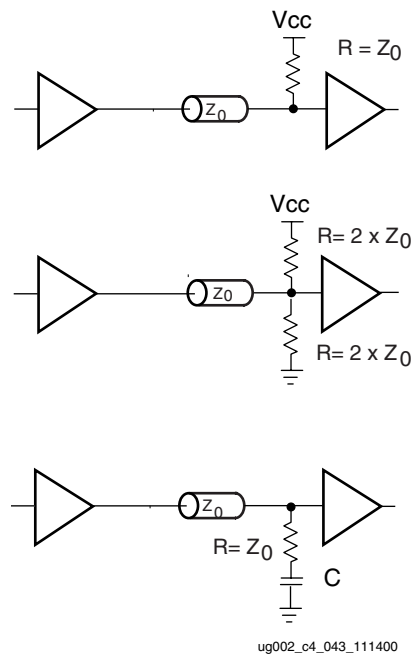 Vcc
R = Z0
Z0
Vcc
R= 2 x Z0
Z0
R= 2 x Z0
Z0
R= Z0
C
ug002_c4_043_111400